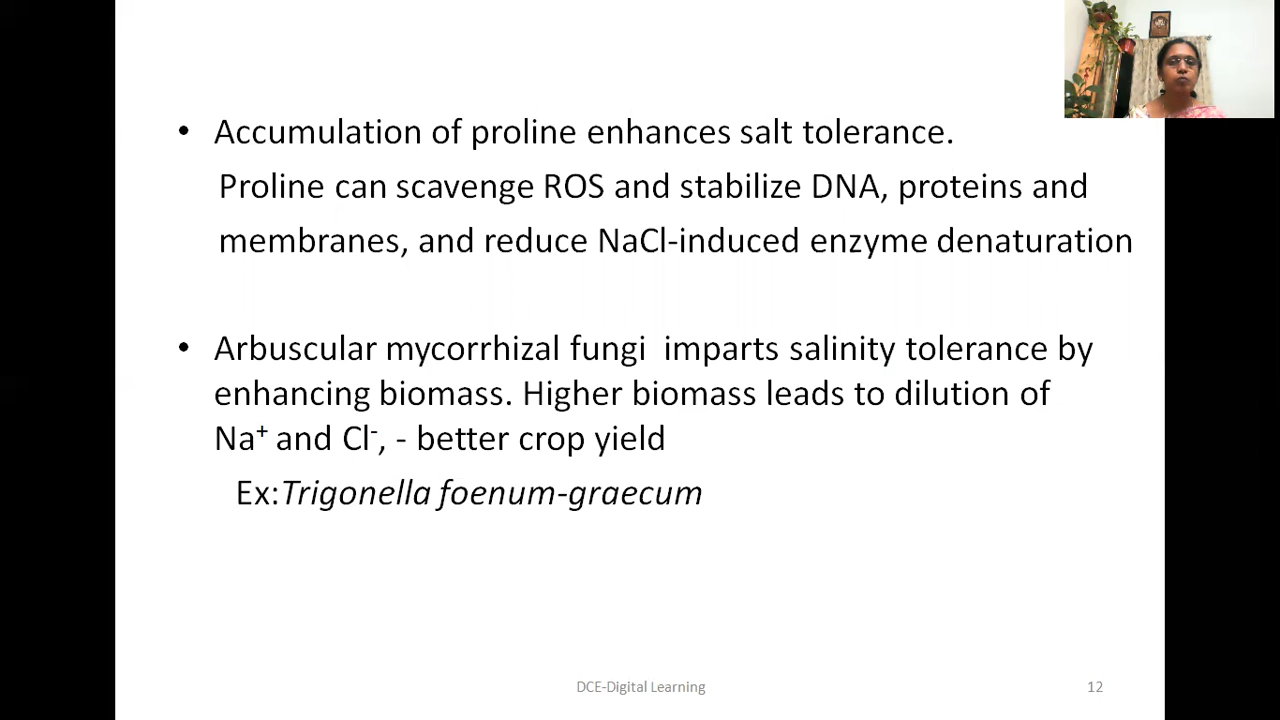 • Accumulation of proline enhances salt tolerance.
Proline can scavenge ROS and stabilize DNA, proteins and
membranes, and reduce NaCl-induced enzyme denaturation
• Arbuscular mycorrhizal fungi  imparts salinity tolerance by
enhancing biomass. Higher biomass leads to dilution of
Na⁺ and Cl⁻, - better crop yield
Ex:Trigonella foenum-graecum
DCE-Digital Learning
12